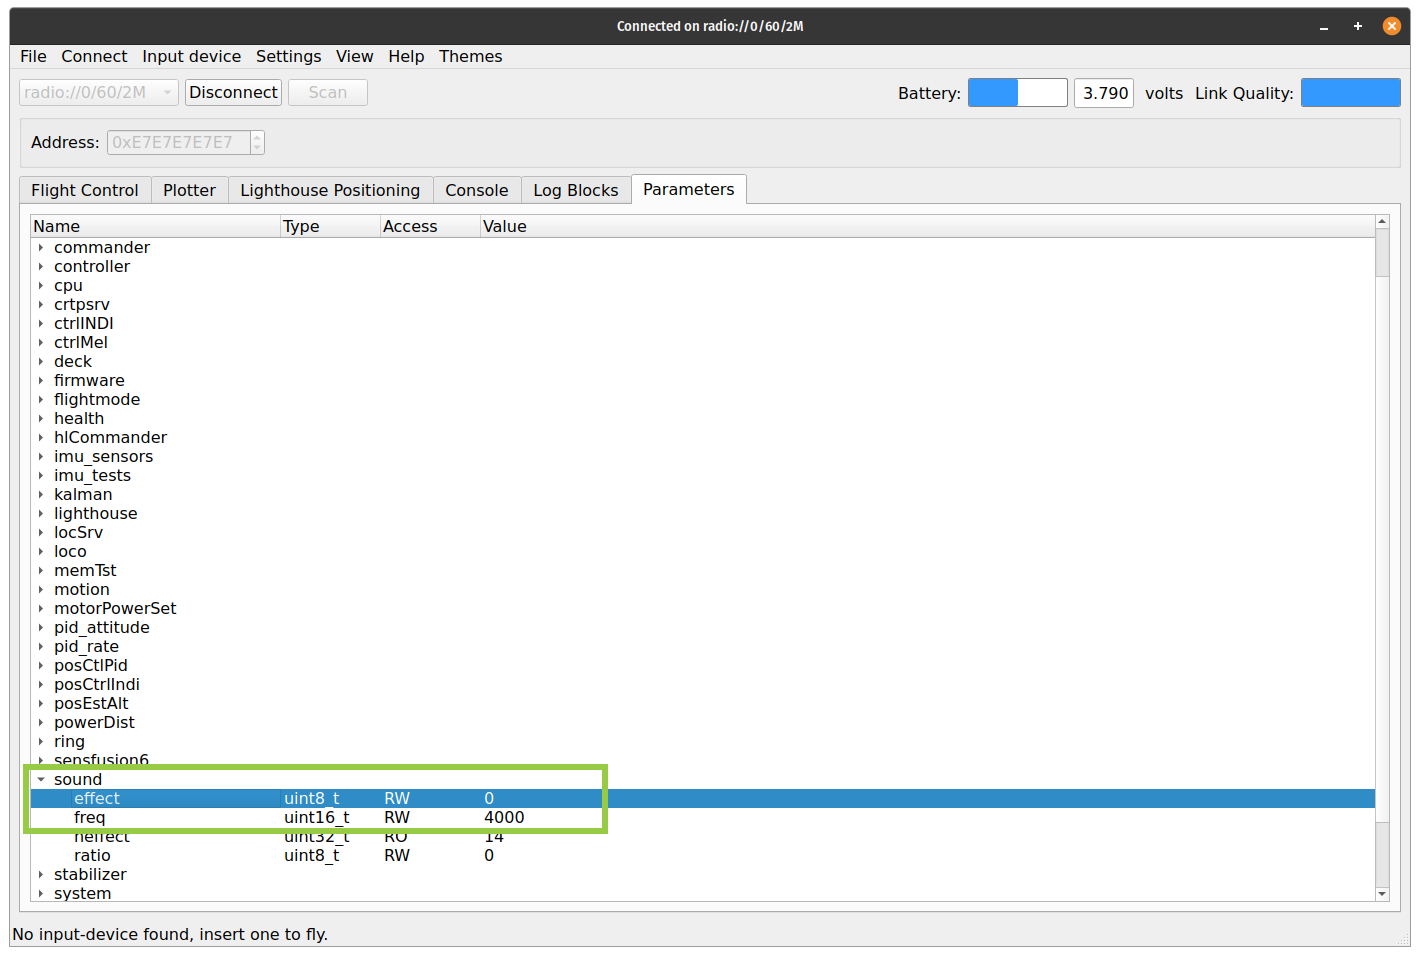 Connected on radio://0/60/2M
File Connect Input device Settings View Help Themes
radio://0/60/2M Disconnect Scan Battery: 3.790 volts Link Quality:
Address: 0xE7E7E7E7E7
Flight Control Plotter Lighthouse Positioning Console Log Blocks Parameters
Name Type Access Value
commander
controller
cpu
crtpsrv
ctrlINDI
ctrlMel
deck
firmware
flightmode
health
hlCommander
imu_sensors
imu_tests
kalman
lighthouse
locSrv
loco
memTst
motion
motorPowerSet
pid_attitude
pid_rate
posCtlPid
posCtrlIndi
posEstAlt
powerDist
ring
sensfusion6
sound
effect uint8_t RW 0
freq uint16_t RW 4000
neffect uint32_t RO 14
ratio uint8_t RW 0
stabilizer
system
No input-device found, insert one to fly.